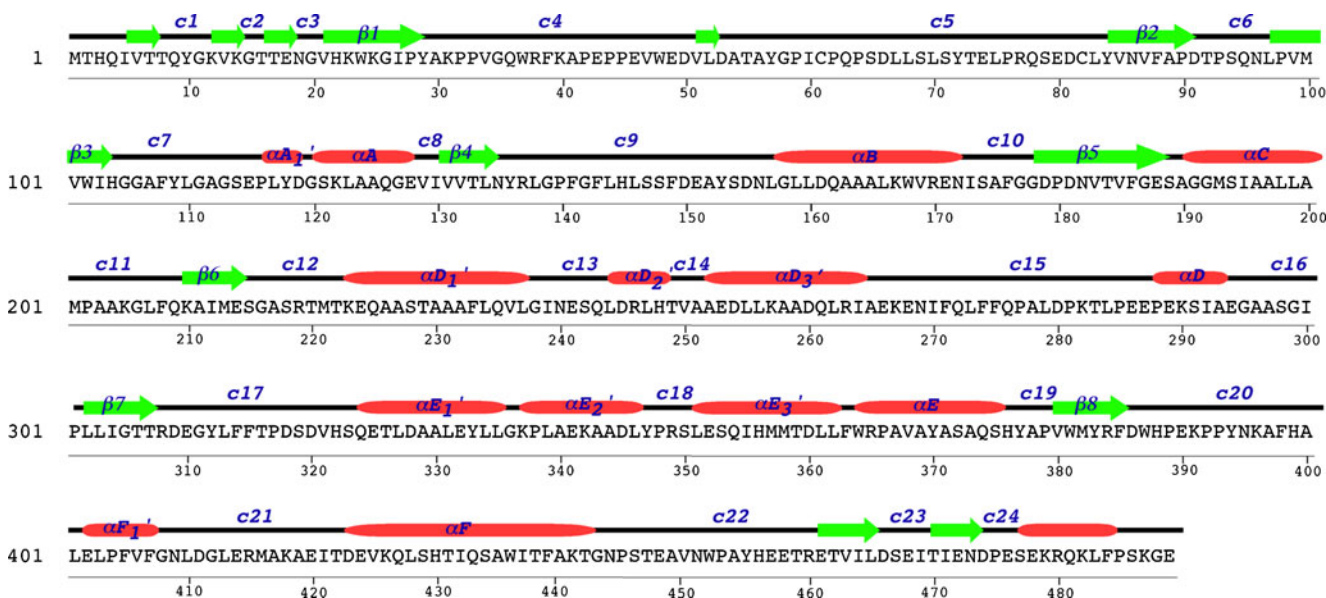 c1 c2 c3 c4 c5 c6
β1 β2
1 MTHQIVTTQYGKVKGTTENGVHKWKGIPYAKPPVGQWRFKAPEPPEVWEDVLDATAYGPICPQPSDLLSLSYTELPRQSEDCLYVNVFAPDTPSQNLPVM
10 20 30 40 50 60 70 80 90 100
c7 c8 c9 c10
β3 αA1' αA β4 αB β5 αC
101 VWIHGGAFYLGAGSEPLYDGSKLAAQGEVIVVTLNYRLGPFGFLHLSSFDEAYSDNLGLLDQAAALKWVRENISAFGGDPDNVTVFGESAGGMSIAALLA
110 120 130 140 150 160 170 180 190 200
c11 c12 c13 c14 c15 c16
β6 αD1' αD2' αD3' αD
201 MPAAKGLFQKAIMESGASRTMTKEQAASTAAAFLQVLGINESQLDRLHTVAAEDLLKAADQLRIAEKENIFQLFFQPALDPKTLPEEPEKSIAEGAASGI
210 220 230 240 250 260 270 280 290 300
c17 c18 c19 c20
β7 αE1' αE2' αE3' αE β8
301 PLLIGTTRDEGYLFFTPDSDVHSQETLDAALEYLLGKPLAEKAADLYPRSLESQIHMMTDLLFWRPAVAYASAQSHYAPVWMYRFDWHPEKPPYNKAFHA
310 320 330 340 350 360 370 380 390 400
c21 c22 c23 c24
αF1' αF
401 LELPFVFGNLDGLERMAKAEITDEVKQLSHTIQSAWITFAKTGNPSTEAVNWPAYHEETRETVILDSEITIENDPESEKRQKLFPSKGE
410 420 430 440 450 460 470 480